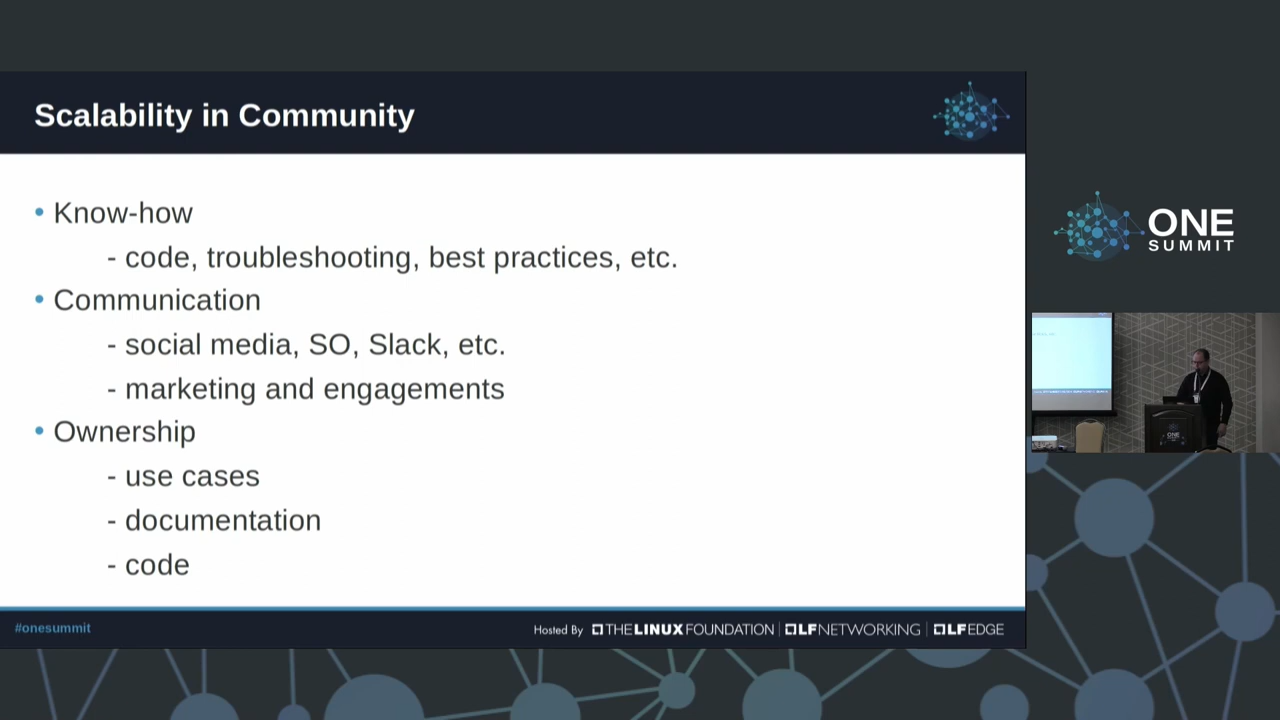 Scalability in Community
• Know-how
- code, troubleshooting, best practices, etc.
• Communication
- social media, SO, Slack, etc.
- marketing and engagements
• Ownership
- use cases
- documentation
- code
#onesummit
Hosted By THE LINUX FOUNDATION | LF NETWORKING | LF EDGE
ONE
SUMMIT
ONE